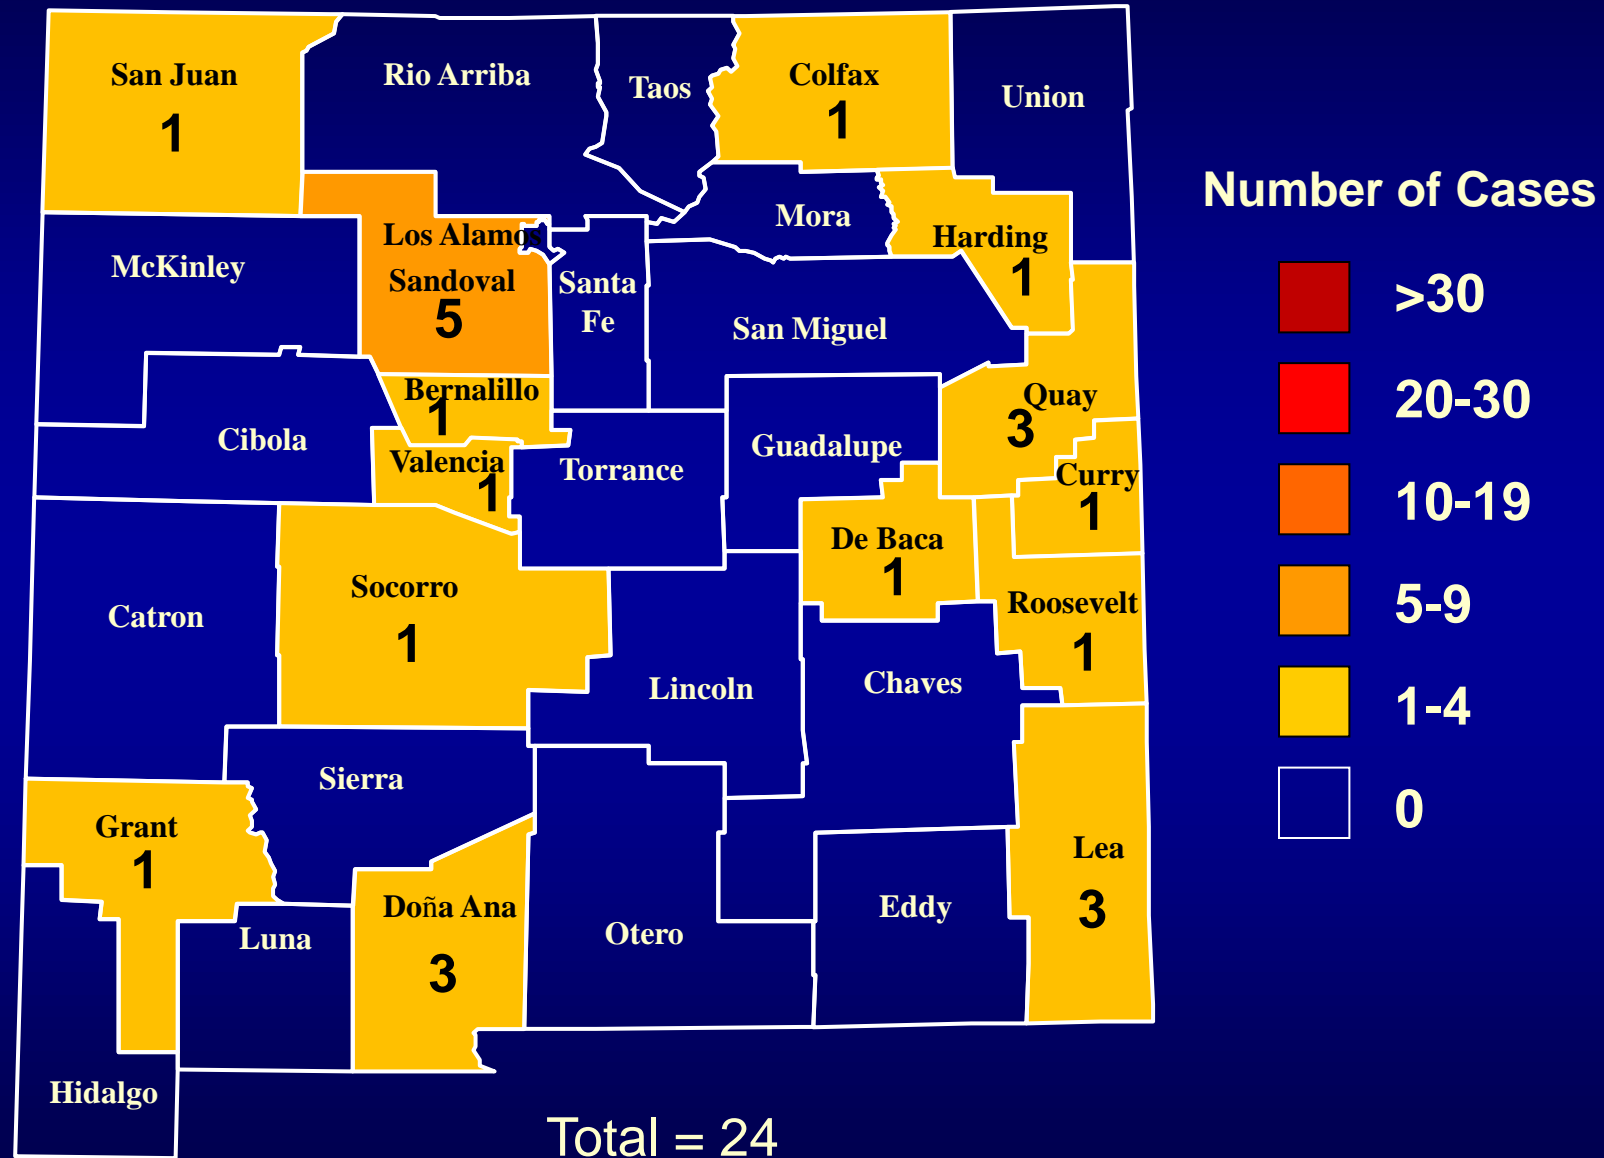 San Juan
1
Rio Arriba
Taos
Colfax
1
Union
Number of Cases
>30
20-30
10-19
5-9
1-4
0
McKinley
Los Alamos
Sandoval
5
Santa
Fe
Mora
Harding
1
San Miguel
Bernalillo
1
Cibola
Valencia
1
Torrance
Guadalupe
Quay
3
Curry
1
De Baca
1
Roosevelt
1
Catron
Socorro
1
Lincoln
Chaves
Sierra
Grant
1
Luna
Doña Ana
3
Otero
Eddy
Lea
3
Hidalgo
Total = 24